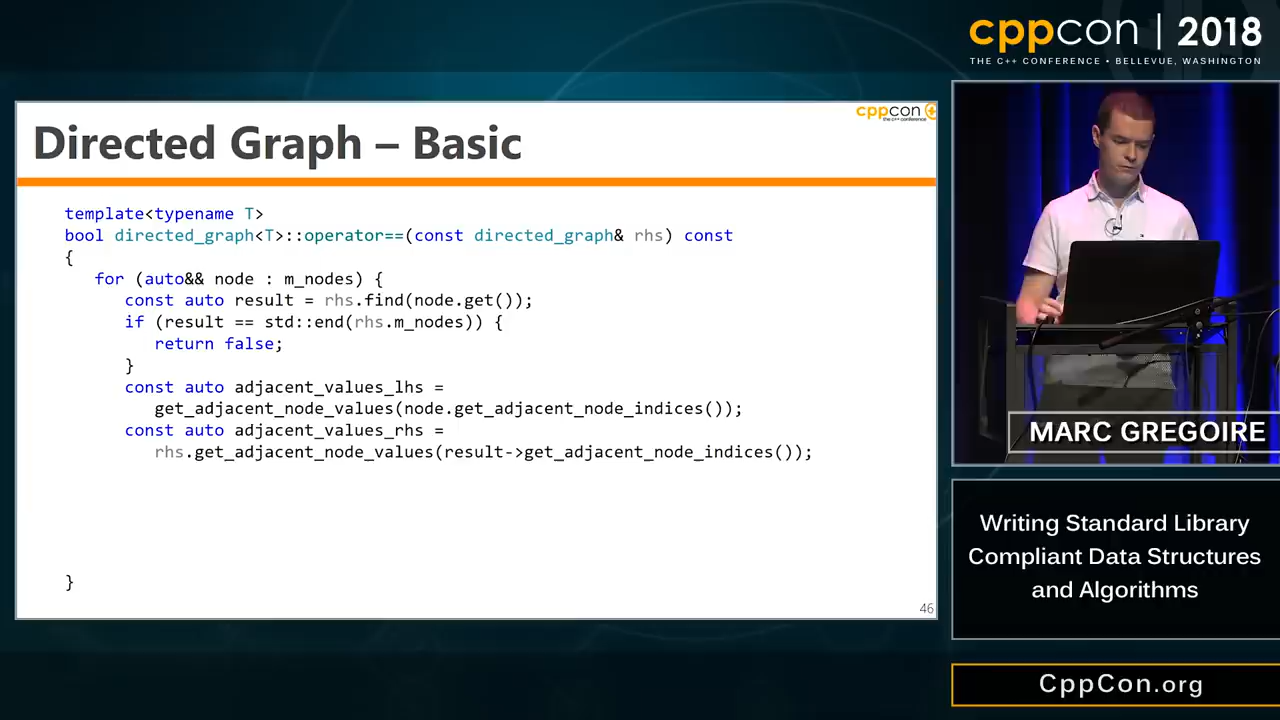 cppcon | 2018
THE C++ CONFERENCE • BELLEVUE, WASHINGTON
cppcon
the c++ conference
Directed Graph – Basic
template<typename T>
bool directed_graph<T>::operator==(const directed_graph& rhs) const
{
for (auto&& node : m_nodes) {
const auto result = rhs.find(node.get());
if (result == std::end(rhs.m_nodes)) {
return false;
}
const auto adjacent_values_lhs =
get_adjacent_node_values(node.get_adjacent_node_indices());
const auto adjacent_values_rhs =
rhs.get_adjacent_node_values(result->get_adjacent_node_indices());
}
46
MARC GREGOIRE
Writing Standard Library
Compliant Data Structures
and Algorithms
CppCon.org